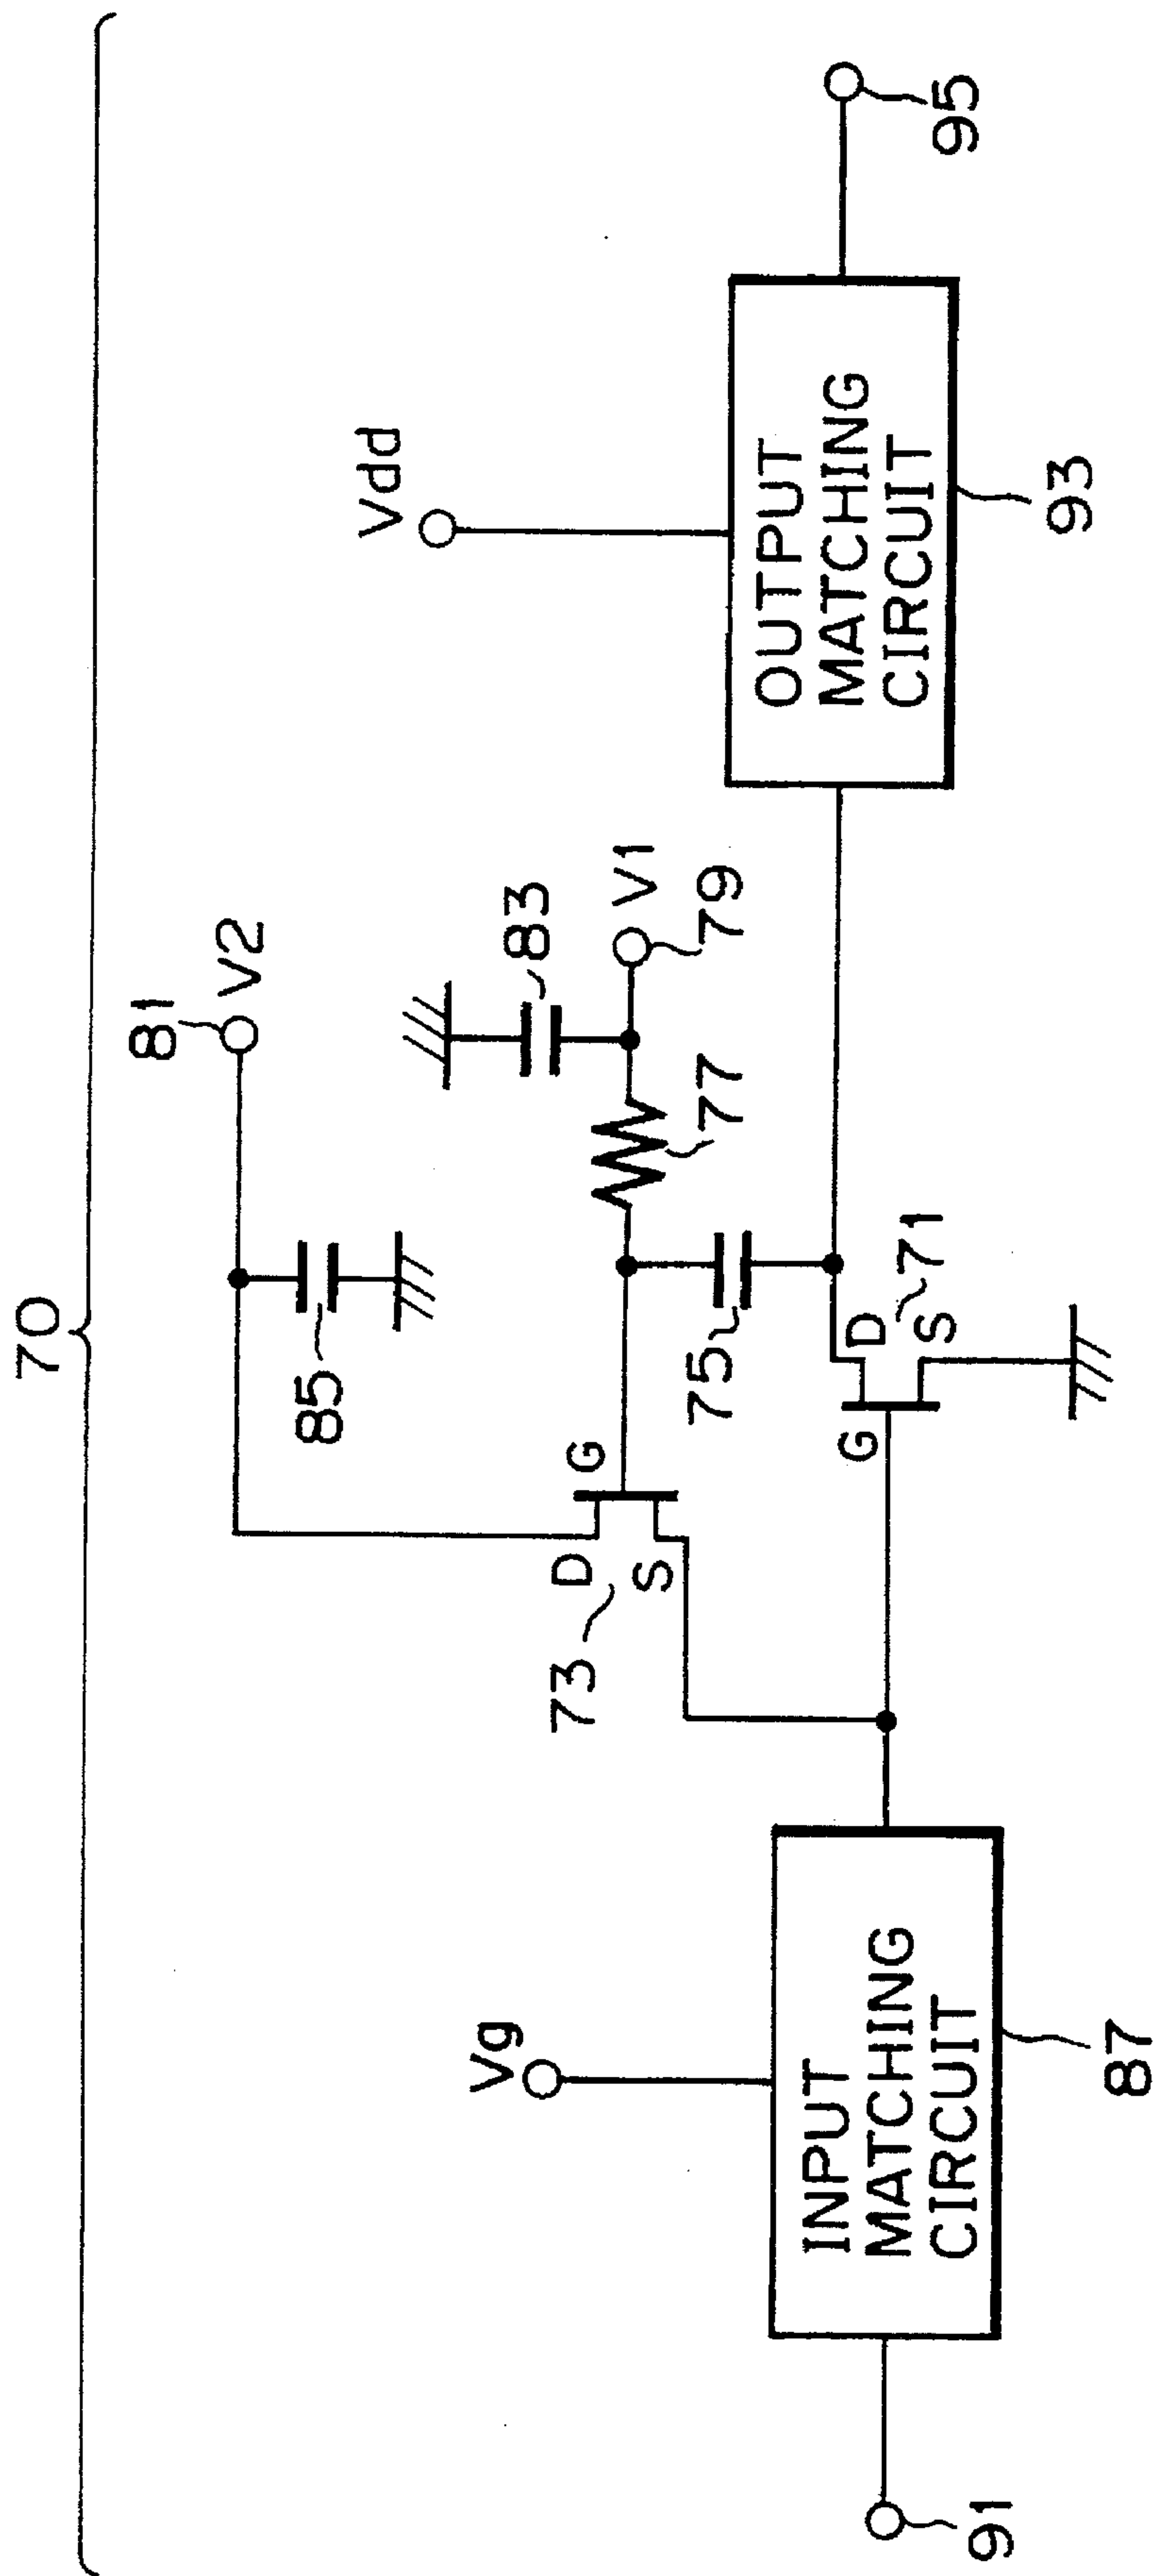 70
81
V2
85
Vdd
83
V1
79
77
Vg
73
D
G
S
75
D
71
S
G
INPUT
MATCHING
CIRCUIT
OUTPUT
MATCHING
CIRCUIT
95
91
87
93